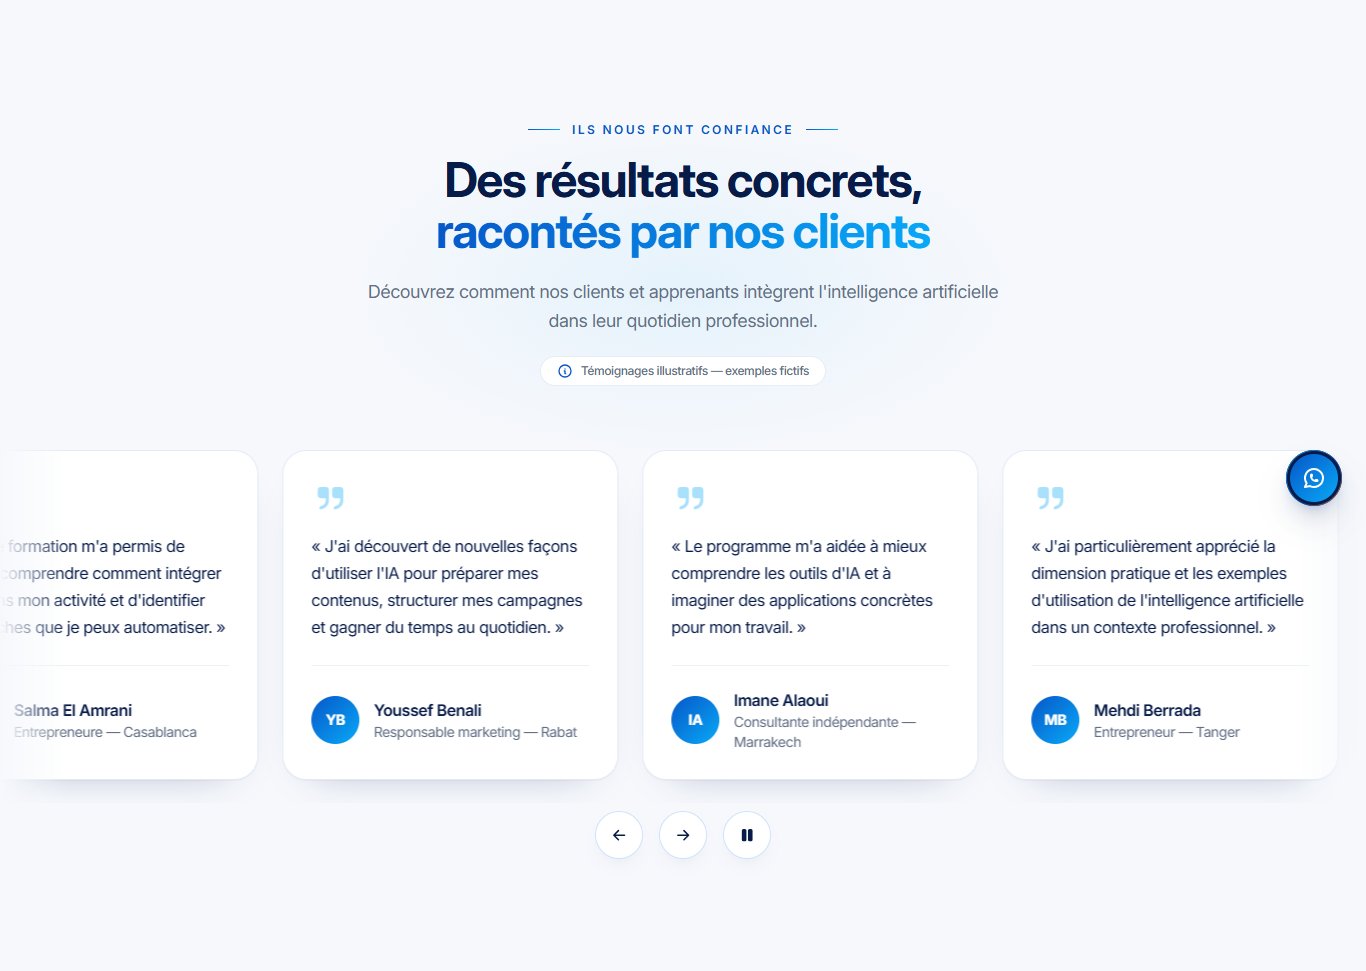 ILS NOUS FONT CONFIANCE
Des résultats concrets,
racontés par nos clients
Découvrez comment nos clients et apprenants intègrent l'intelligence artificielle
dans leur quotidien professionnel.
Témoignages illustratifs — exemples fictifs
formation m'a permis de
comprendre comment intégrer
mon activité et d'identifier
que je peux automatiser. »
Salma El Amrani
Entrepreneure — Casablanca
« J'ai découvert de nouvelles façons
d'utiliser l'IA pour préparer mes
contenus, structurer mes campagnes
et gagner du temps au quotidien. »
YB
Youssef Benali
Responsable marketing — Rabat
« Le programme m'a aidée à mieux
comprendre les outils d'IA et à
imaginer des applications concrètes
pour mon travail. »
IA
Imane Alaoui
Consultante indépendante —
Marrakech
« J'ai particulièrement apprécié la
dimension pratique et les exemples
d'utilisation de l'intelligence artificielle
dans un contexte professionnel. »
MB
Mehdi Berrada
Entrepreneur — Tanger